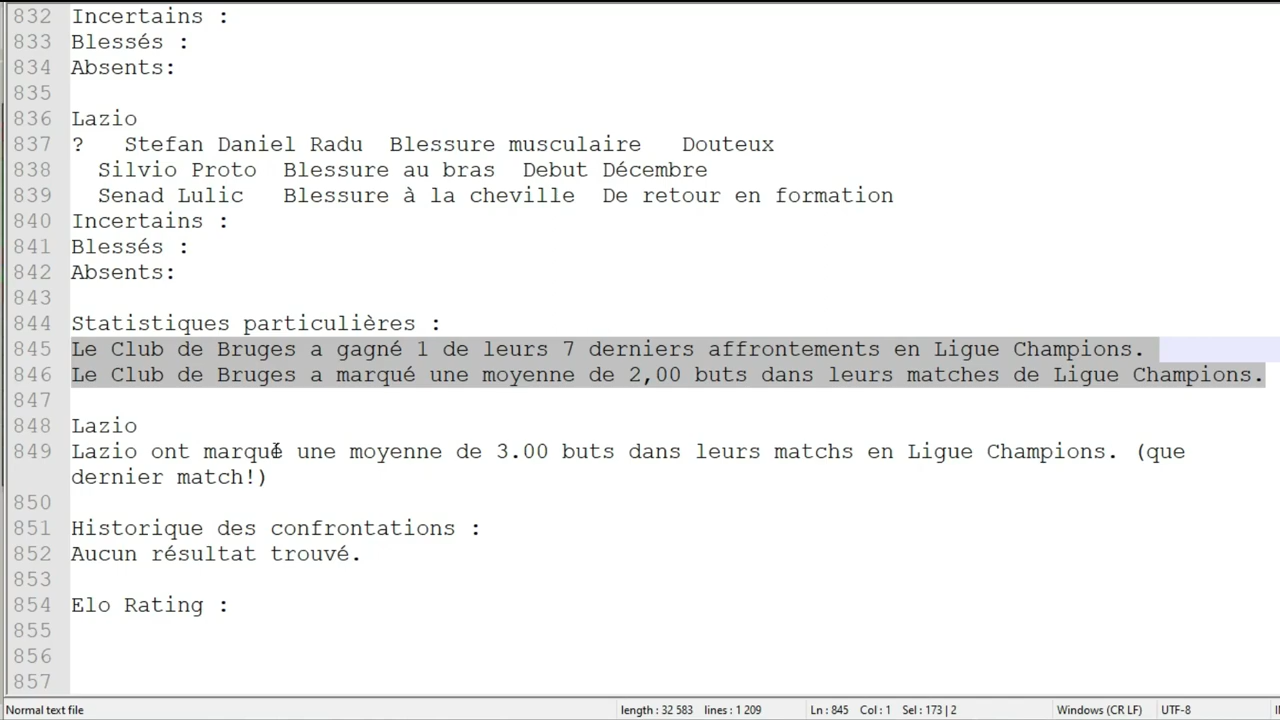 832 Incertains :
833 Blessés :
834 Absents:
835
836 Lazio
837 ? Stefan Daniel Radu Blessure musculaire Douteux
838 Silvio Proto Blessure au bras Debut Décembre
839 Senad Lulic Blessure à la cheville De retour en formation
840 Incertains :
841 Blessés :
842 Absents:
843
844 Statistiques particulières :
845 Le Club de Bruges a gagné 1 de leurs 7 derniers affrontements en Ligue Champions.
846 Le Club de Bruges a marqué une moyenne de 2,00 buts dans leurs matches de Ligue Champions.
847
848 Lazio
849 Lazio ont marqué une moyenne de 3.00 buts dans leurs matchs en Ligue Champions. (que
dernier match!)
850
851 Historique des confrontations :
852 Aucun résultat trouvé.
853
854 Elo Rating :
855
856
857
Normal text file length : 32 583 lines : 1 209 Ln : 845 Col : 1 Sel : 173 | 2 Windows (CR LF) UTF-8